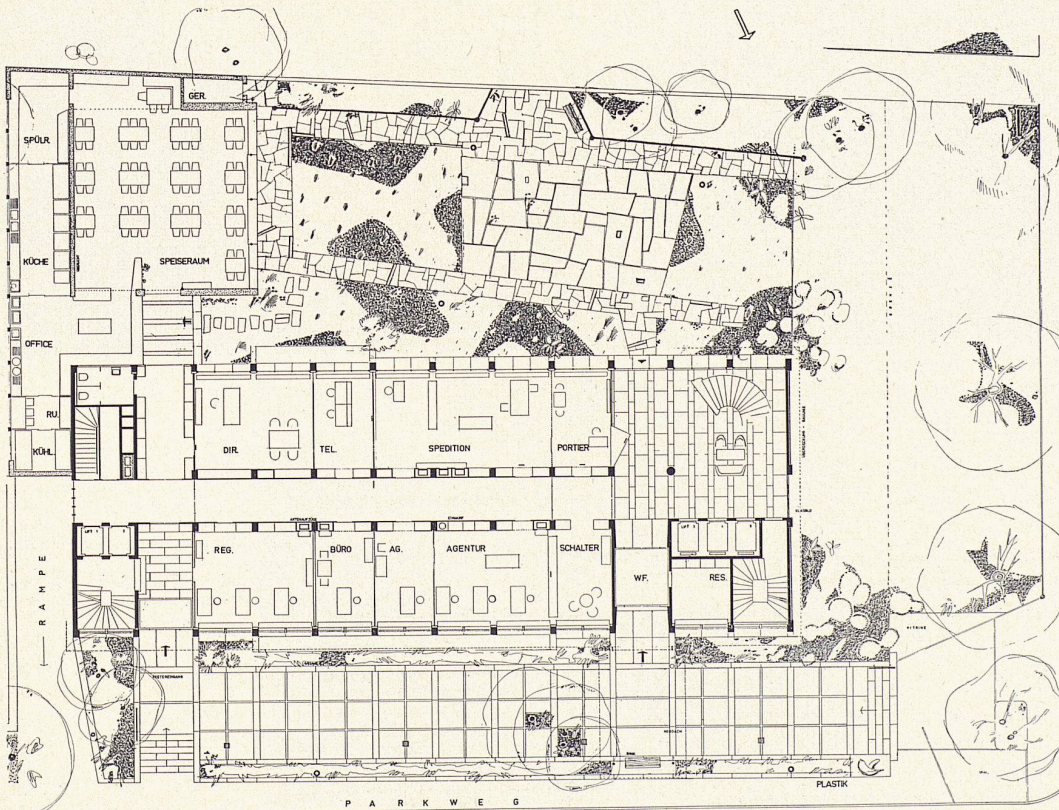 GER.
SPÜLR.
KÜCHE
SPEISERAUM
OFFICE
RU.
KÜHL.
DIR.
TEL.
SPEDITION
PORTIER
LIFT
REG.
BÜRO
AG.
AGENTUR
SCHALTER
WF.
RES.
RAMPE
VITRINE
PLASTIK
PARKWEG